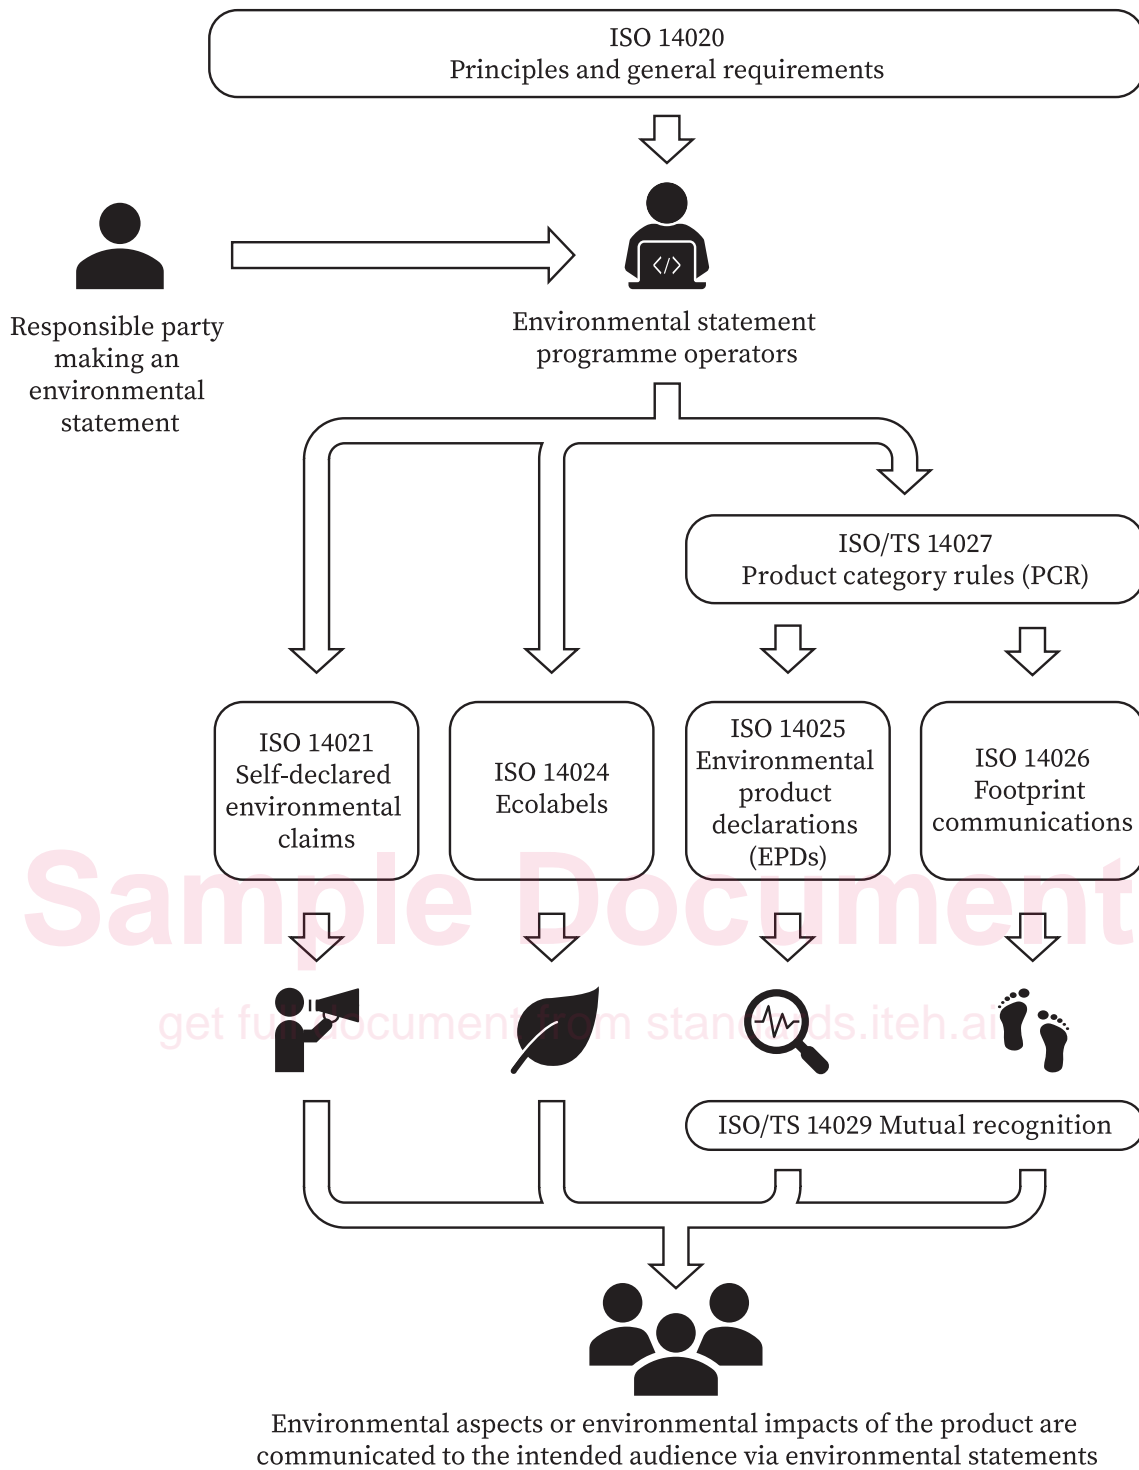 ISO 14020
Principles and general requirements
</>
Responsible party
making an
environmental
statement
Environmental statement
programme operators
ISO/TS 14027
Product category rules (PCR)
ISO 14021
Self-declared
environmental
claims
ISO 14024
Ecolabels
ISO 14025
Environmental
product
declarations
(EPDs)
ISO 14026
Footprint
communications
Sample Document
get full document from standards.iteh.ai
ISO/TS 14029 Mutual recognition
Environmental aspects or environmental impacts of the product are
communicated to the intended audience via environmental statements